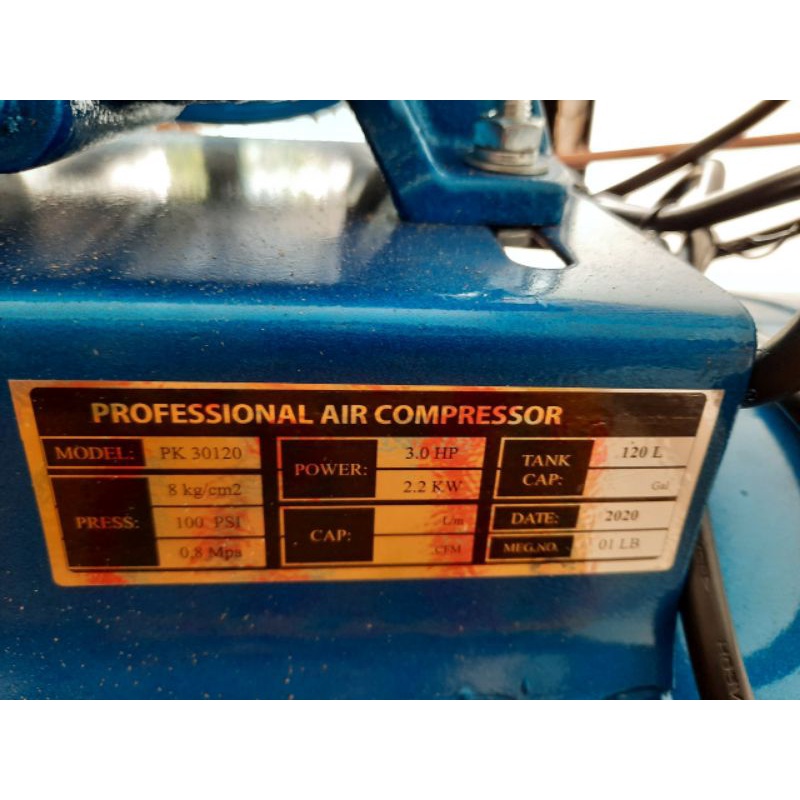 PROFESSIONAL AIR COMPRESSOR
MODEL: PK 30120
PRESS: 8 kg/cm2
100 PSI
0,8 Mps
POWER: 3.0 HP
2.2 KW
CAP: L/m
CFM
TANK CAP: 120 L
Gal
DATE: 2020
MFG.NO. 01 LB